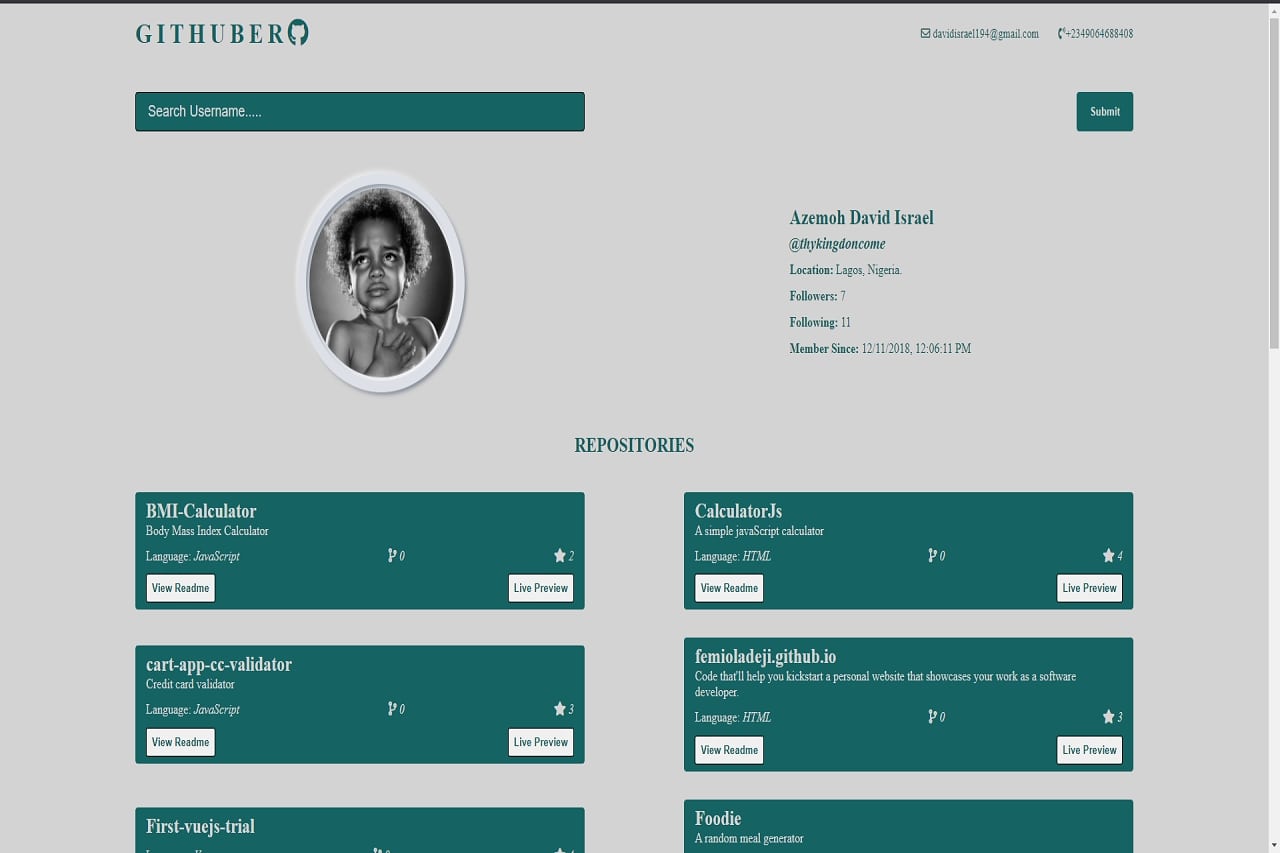 GITHUBER
davidisrael194@gmail.com +2349064688408
Search Username.....
Submit
Azemoh David Israel
@thykingdoncome
Location: Lagos, Nigeria.
Followers: 7
Following: 11
Member Since: 12/11/2018, 12:06:11 PM
REPOSITORIES
BMI-Calculator
Body Mass Index Calculator
Language: JavaScript 0 2
View Readme Live Preview
CalculatorJs
A simple javaScript calculator
Language: HTML 0 4
View Readme Live Preview
cart-app-cc-validator
Credit card validator
Language: JavaScript 0 3
View Readme Live Preview
femioladeji.github.io
Code that'll help you kickstart a personal website that showcases your work as a software
developer.
Language: HTML 0 3
View Readme Live Preview
First-vuejs-trial
Foodie
A random meal generator